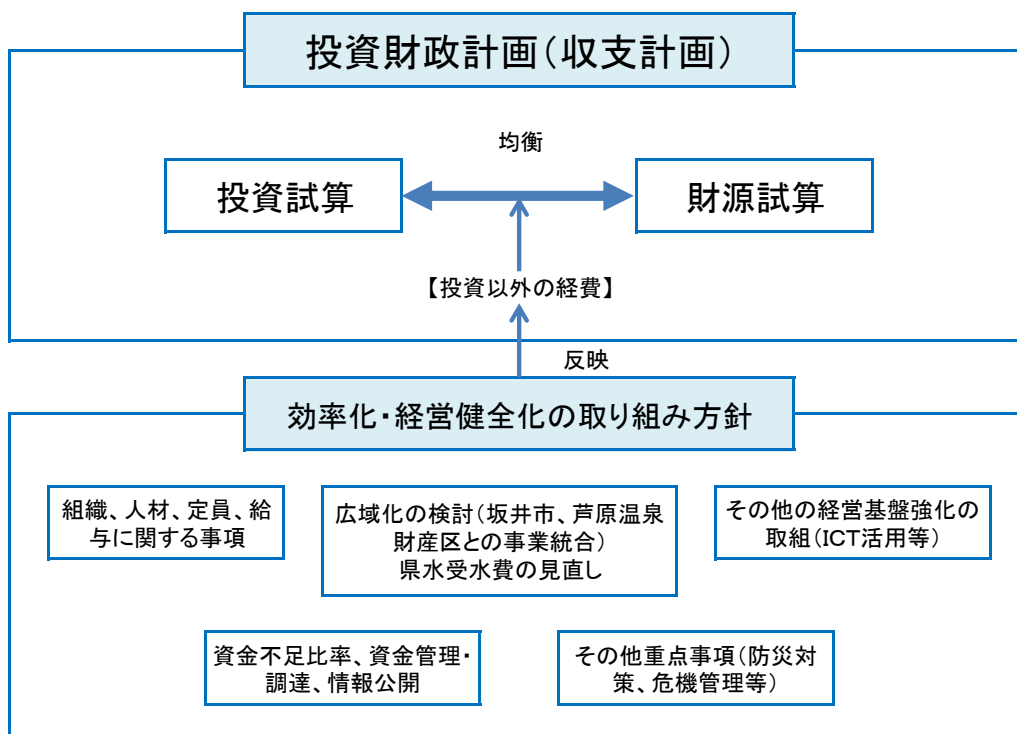 投資財政計画（収支計画）
均衡
投資試算
財源試算
【投資以外の経費】
反映
効率化・経営健全化の取り組み方針
組織、人材、定員、給
与に関する事項
広域化の検討（坂井市、芦原温泉
財産区との事業統合）
県水受水費の見直し
その他の経営基盤強化の
取組（ICT活用等）
資金不足比率、資金管理・
調達、情報公開
その他重点事項（防災対
策、危機管理等）